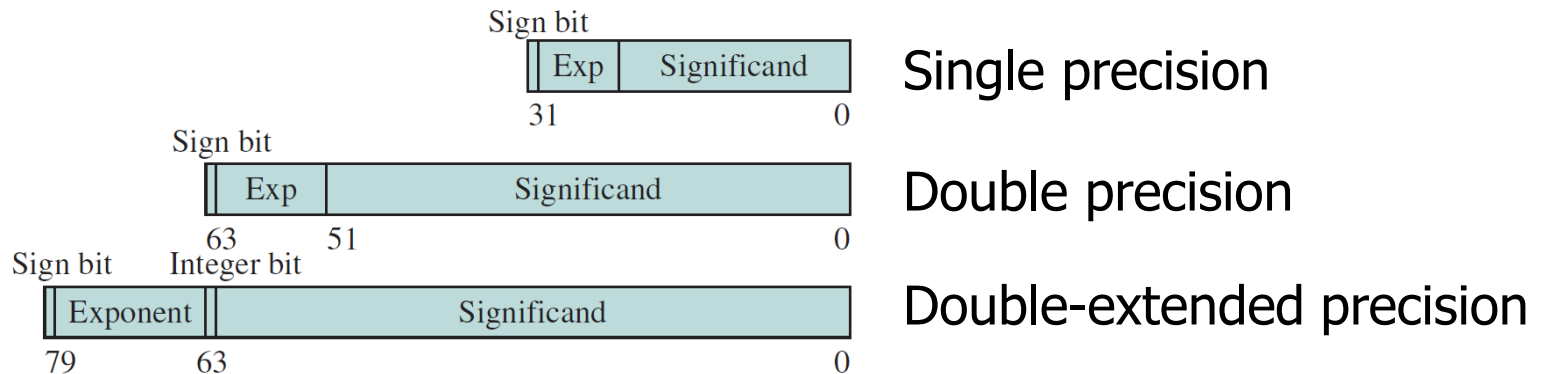 Sign bit
Exp Significand Single precision
31 0
Sign bit
Exp Significand Double precision
63 51 0
Sign bit Integer bit
Exponent Significand Double-extended precision
79 63 0